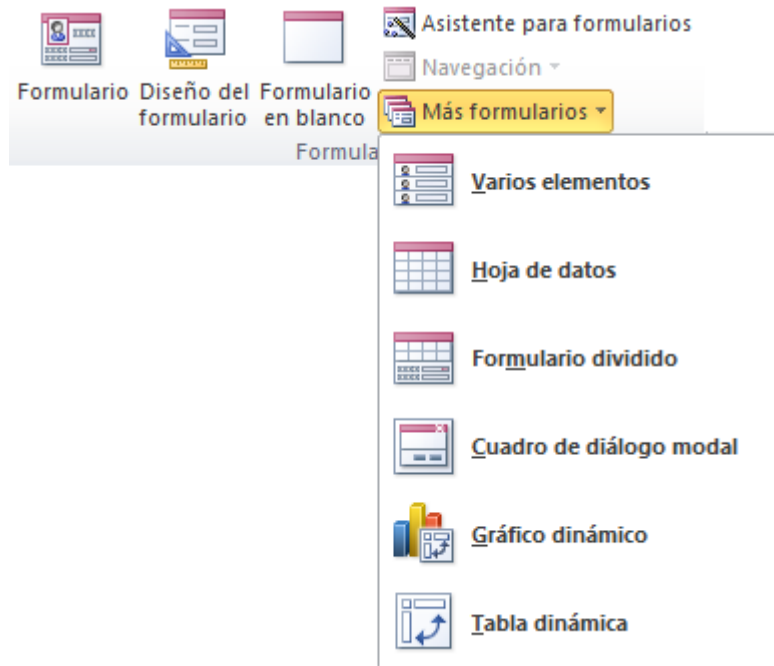 Asistente para formularios
Navegación
Formulario Diseño del Formulario
formulario en blanco
Más formularios
Formula
Varios elementos
Hoja de datos
Formulario dividido
Cuadro de diálogo modal
Gráfico dinámico
Tabla dinámica